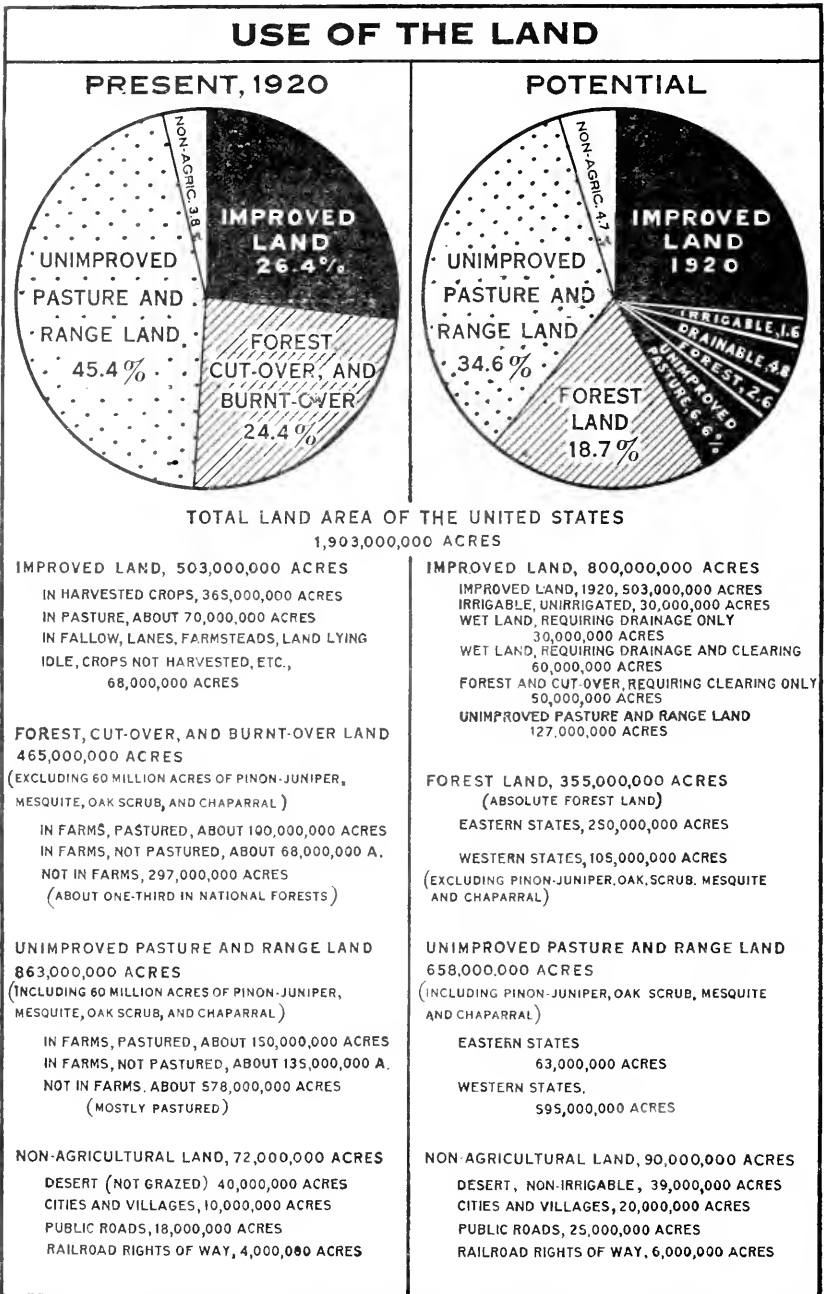 USE OF THE LAND
PRESENT, 1920
NON-AGRIC. 3.8%
IMPROVED
LAND
26.4%
UNIMPROVED
PASTURE AND
RANGE LAND
45.4%
FOREST,
CUT-OVER, AND
BURNT-OVER
24.4%
POTENTIAL
NON-AGRIC. 4.7%
IMPROVED
LAND
1920
IRRIGABLE, 1.6
DRAINABLE, 4.8
FOREST, 2.6
UNIMPROVED
PASTURE, 6.6%
UNIMPROVED
PASTURE AND
RANGE LAND
34.6%
FOREST
LAND
18.7%
TOTAL LAND AREA OF THE UNITED STATES
1,903,000,000 ACRES
IMPROVED LAND, 503,000,000 ACRES
IN HARVESTED CROPS, 365,000,000 ACRES
IN PASTURE, ABOUT 70,000,000 ACRES
IN FALLOW, LANES, FARMSTEADS, LAND LYING
IDLE, CROPS NOT HARVESTED, ETC.,
68,000,000 ACRES
FOREST, CUT-OVER, AND BURNT-OVER LAND
465,000,000 ACRES
(EXCLUDING 60 MILLION ACRES OF PINON-JUNIPER,
MESQUITE, OAK SCRUB, AND CHAPARRAL)
IN FARMS, PASTURED, ABOUT 100,000,000 ACRES
IN FARMS, NOT PASTURED, ABOUT 68,000,000 A.
NOT IN FARMS, 297,000,000 ACRES
(ABOUT ONE-THIRD IN NATIONAL FORESTS)
UNIMPROVED PASTURE AND RANGE LAND
863,000,000 ACRES
(INCLUDING 60 MILLION ACRES OF PINON-JUNIPER,
MESQUITE, OAK SCRUB, AND CHAPARRAL)
IN FARMS, PASTURED, ABOUT 150,000,000 ACRES
IN FARMS, NOT PASTURED, ABOUT 135,000,000 A.
NOT IN FARMS. ABOUT 578,000,000 ACRES
(MOSTLY PASTURED)
NON-AGRICULTURAL LAND, 72,000,000 ACRES
DESERT (NOT GRAZED) 40,000,000 ACRES
CITIES AND VILLAGES, 10,000,000 ACRES
PUBLIC ROADS, 18,000,000 ACRES
RAILROAD RIGHTS OF WAY, 4,000,000 ACRES
IMPROVED LAND, 800,000,000 ACRES
IMPROVED LAND, 1920, 503,000,000 ACRES
IRRIGABLE, UNIRRIGATED, 30,000,000 ACRES
WET LAND, REQUIRING DRAINAGE ONLY
30,000,000 ACRES
WET LAND, REQUIRING DRAINAGE AND CLEARING
60,000,000 ACRES
FOREST AND CUT-OVER, REQUIRING CLEARING ONLY
50,000,000 ACRES
UNIMPROVED PASTURE AND RANGE LAND
127,000,000 ACRES
FOREST LAND, 355,000,000 ACRES
(ABSOLUTE FOREST LAND)
EASTERN STATES, 250,000,000 ACRES
WESTERN STATES, 105,000,000 ACRES
(EXCLUDING PINON-JUNIPER, OAK, SCRUB. MESQUITE
AND CHAPARRAL)
UNIMPROVED PASTURE AND RANGE LAND
658,000,000 ACRES
(INCLUDING PINON-JUNIPER, OAK SCRUB, MESQUITE
AND CHAPARRAL)
EASTERN STATES
63,000,000 ACRES
WESTERN STATES.
595,000,000 ACRES
NON-AGRICULTURAL LAND, 90,000,000 ACRES
DESERT, NON-IRRIGABLE, 39,000,000 ACRES
CITIES AND VILLAGES, 20,000,000 ACRES
PUBLIC ROADS, 25,000,000 ACRES
RAILROAD RIGHTS OF WAY, 6,000,000 ACRES